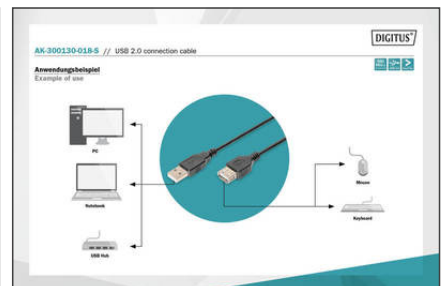 DIGITUS®
AK-300130-018-S // USB 2.0 connection cable
Anwendungsbeispiel
Example of use
PC
Notebook
USB Hub
Mouse
Keyboard